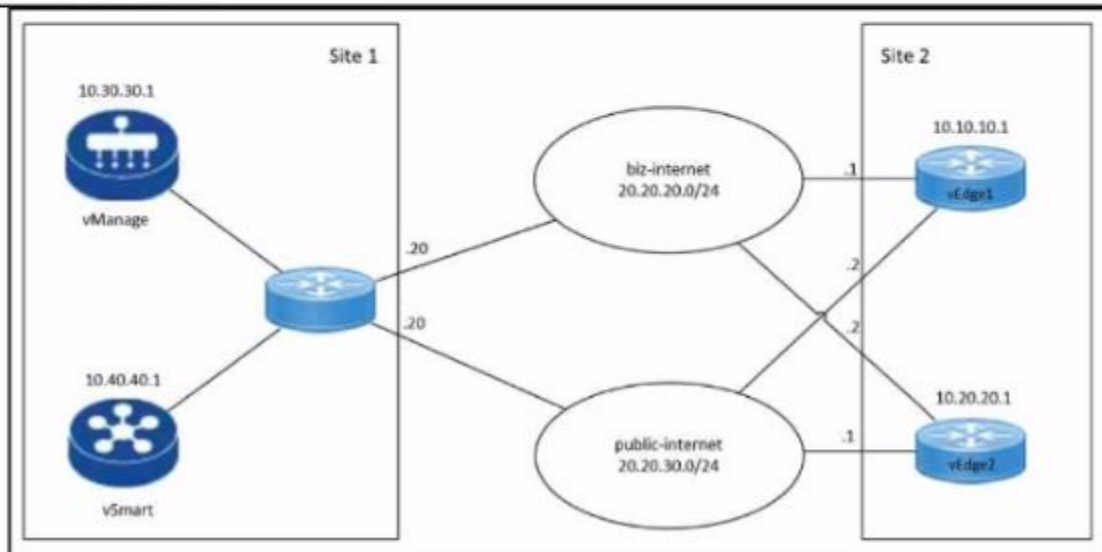 Site 1
10.30.30.1
vManage
10.40.40.1
vSmart
.20
.20
biz-internet
20.20.20.0/24
public-internet
20.20.30.0/24
Site 2
.1
10.10.10.1
vEdge1
.2
.2
10.20.20.1
.1
vEdge2